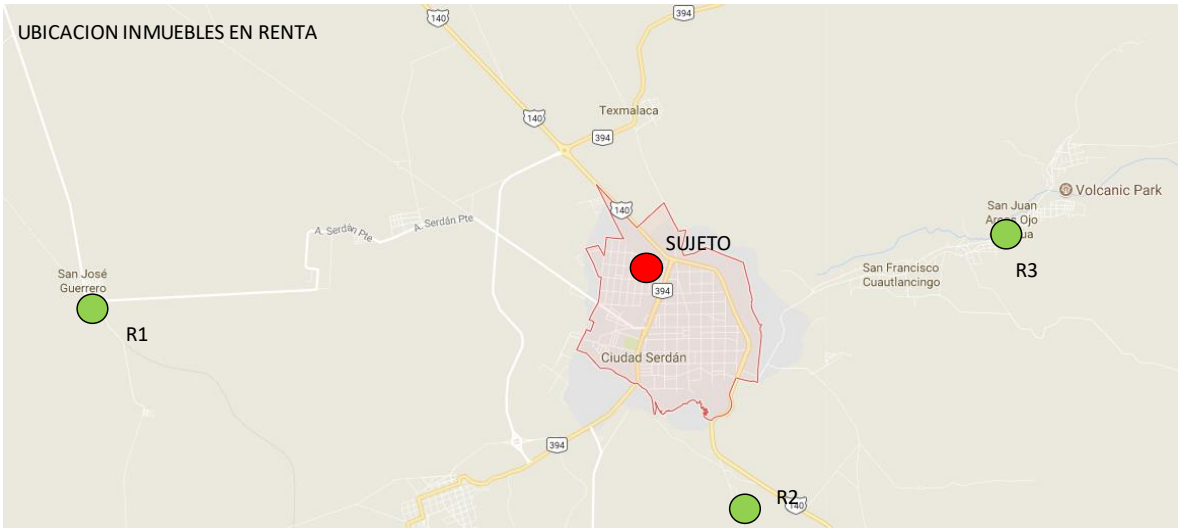 UBICACION INMUEBLES EN RENTA
140
Texmalaca
140
394
394
Volcanic Park
San Juan
Ojo
140
A. Serdán Pte
A. Serdán Pte
SUJETO
R3
San José
Guerrero
San Francisco
Cuautlancingo
394
R1
Ciudad Serdán
394
R2
140